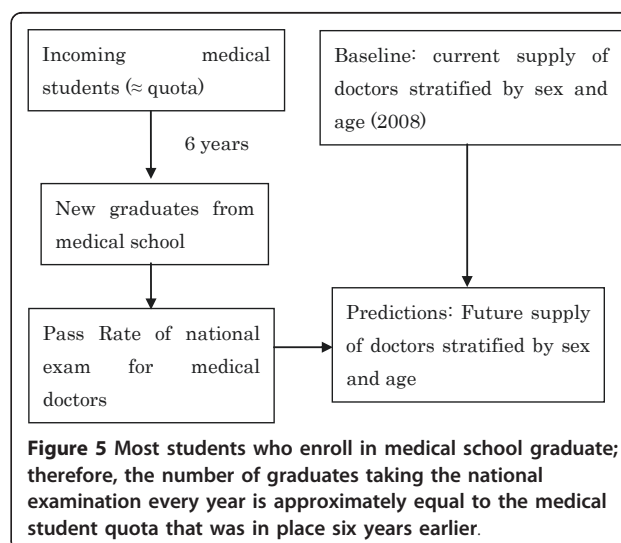 Incoming medical
students (≈ quota)
6 years
New graduates from
medical school
Pass Rate of national
exam for medical
doctors
Baseline: current supply of
doctors stratified by sex and
age (2008)
Predictions: Future supply
of doctors stratified by sex
and age
Figure 5 Most students who enroll in medical school graduate;
therefore, the number of graduates taking the national
examination every year is approximately equal to the medical
student quota that was in place six years earlier.